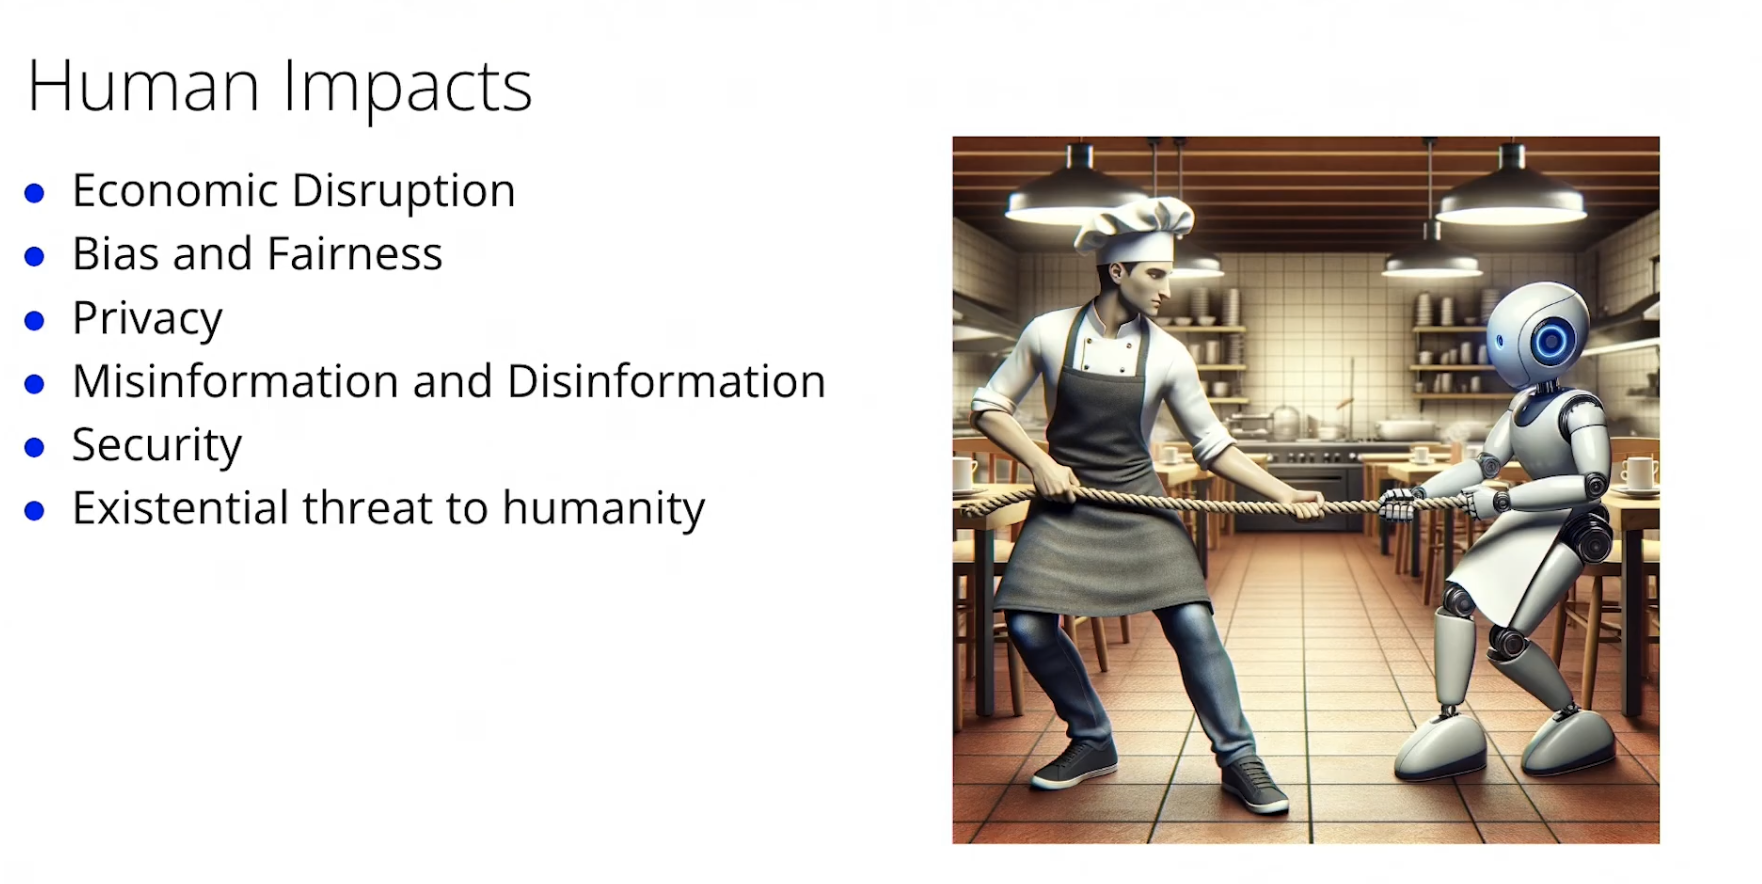 Human Impacts
Economic Disruption
Bias and Fairness
Privacy
Misinformation and Disinformation
Security
Existential threat to humanity